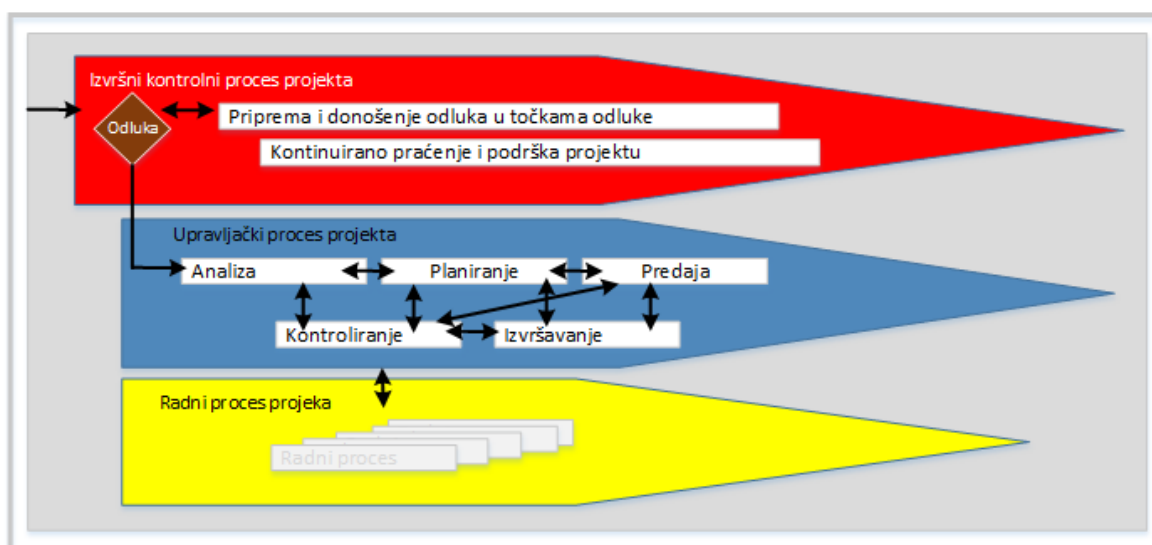 Izvršni kontrolni proces projekta
Odluka
Priprema i donošenje odluka u točkama odluke
Kontinuirano praćenje i podrška projektu
Upravljački proces projekta
Analiza
Planiranje
Predaja
Kontroliranje
Izvršavanje
Radni proces projeka
Radni proces